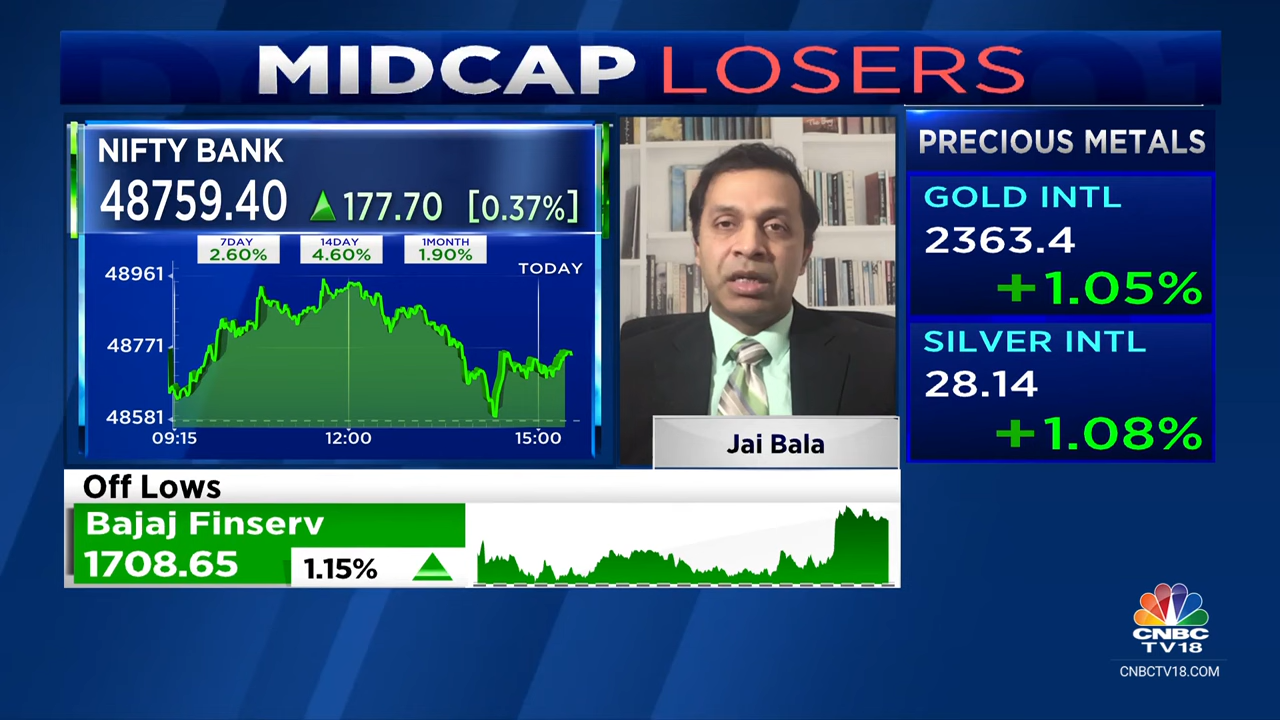 MIDCAP LOSERS
NIFTY BANK
48759.40 ▲ 177.70 [0.37%]
7DAY
2.60%
14DAY
4.60%
1MONTH
1.90%
TODAY
48961
48771
48581
09:15
12:00
15:00
Jai Bala
PRECIOUS METALS
GOLD INTL
2363.4
+1.05%
SILVER INTL
28.14
+1.08%
Off Lows
Bajaj Finserv
1708.65
1.15%
CNBC
TV18
CNBCTV18.COM